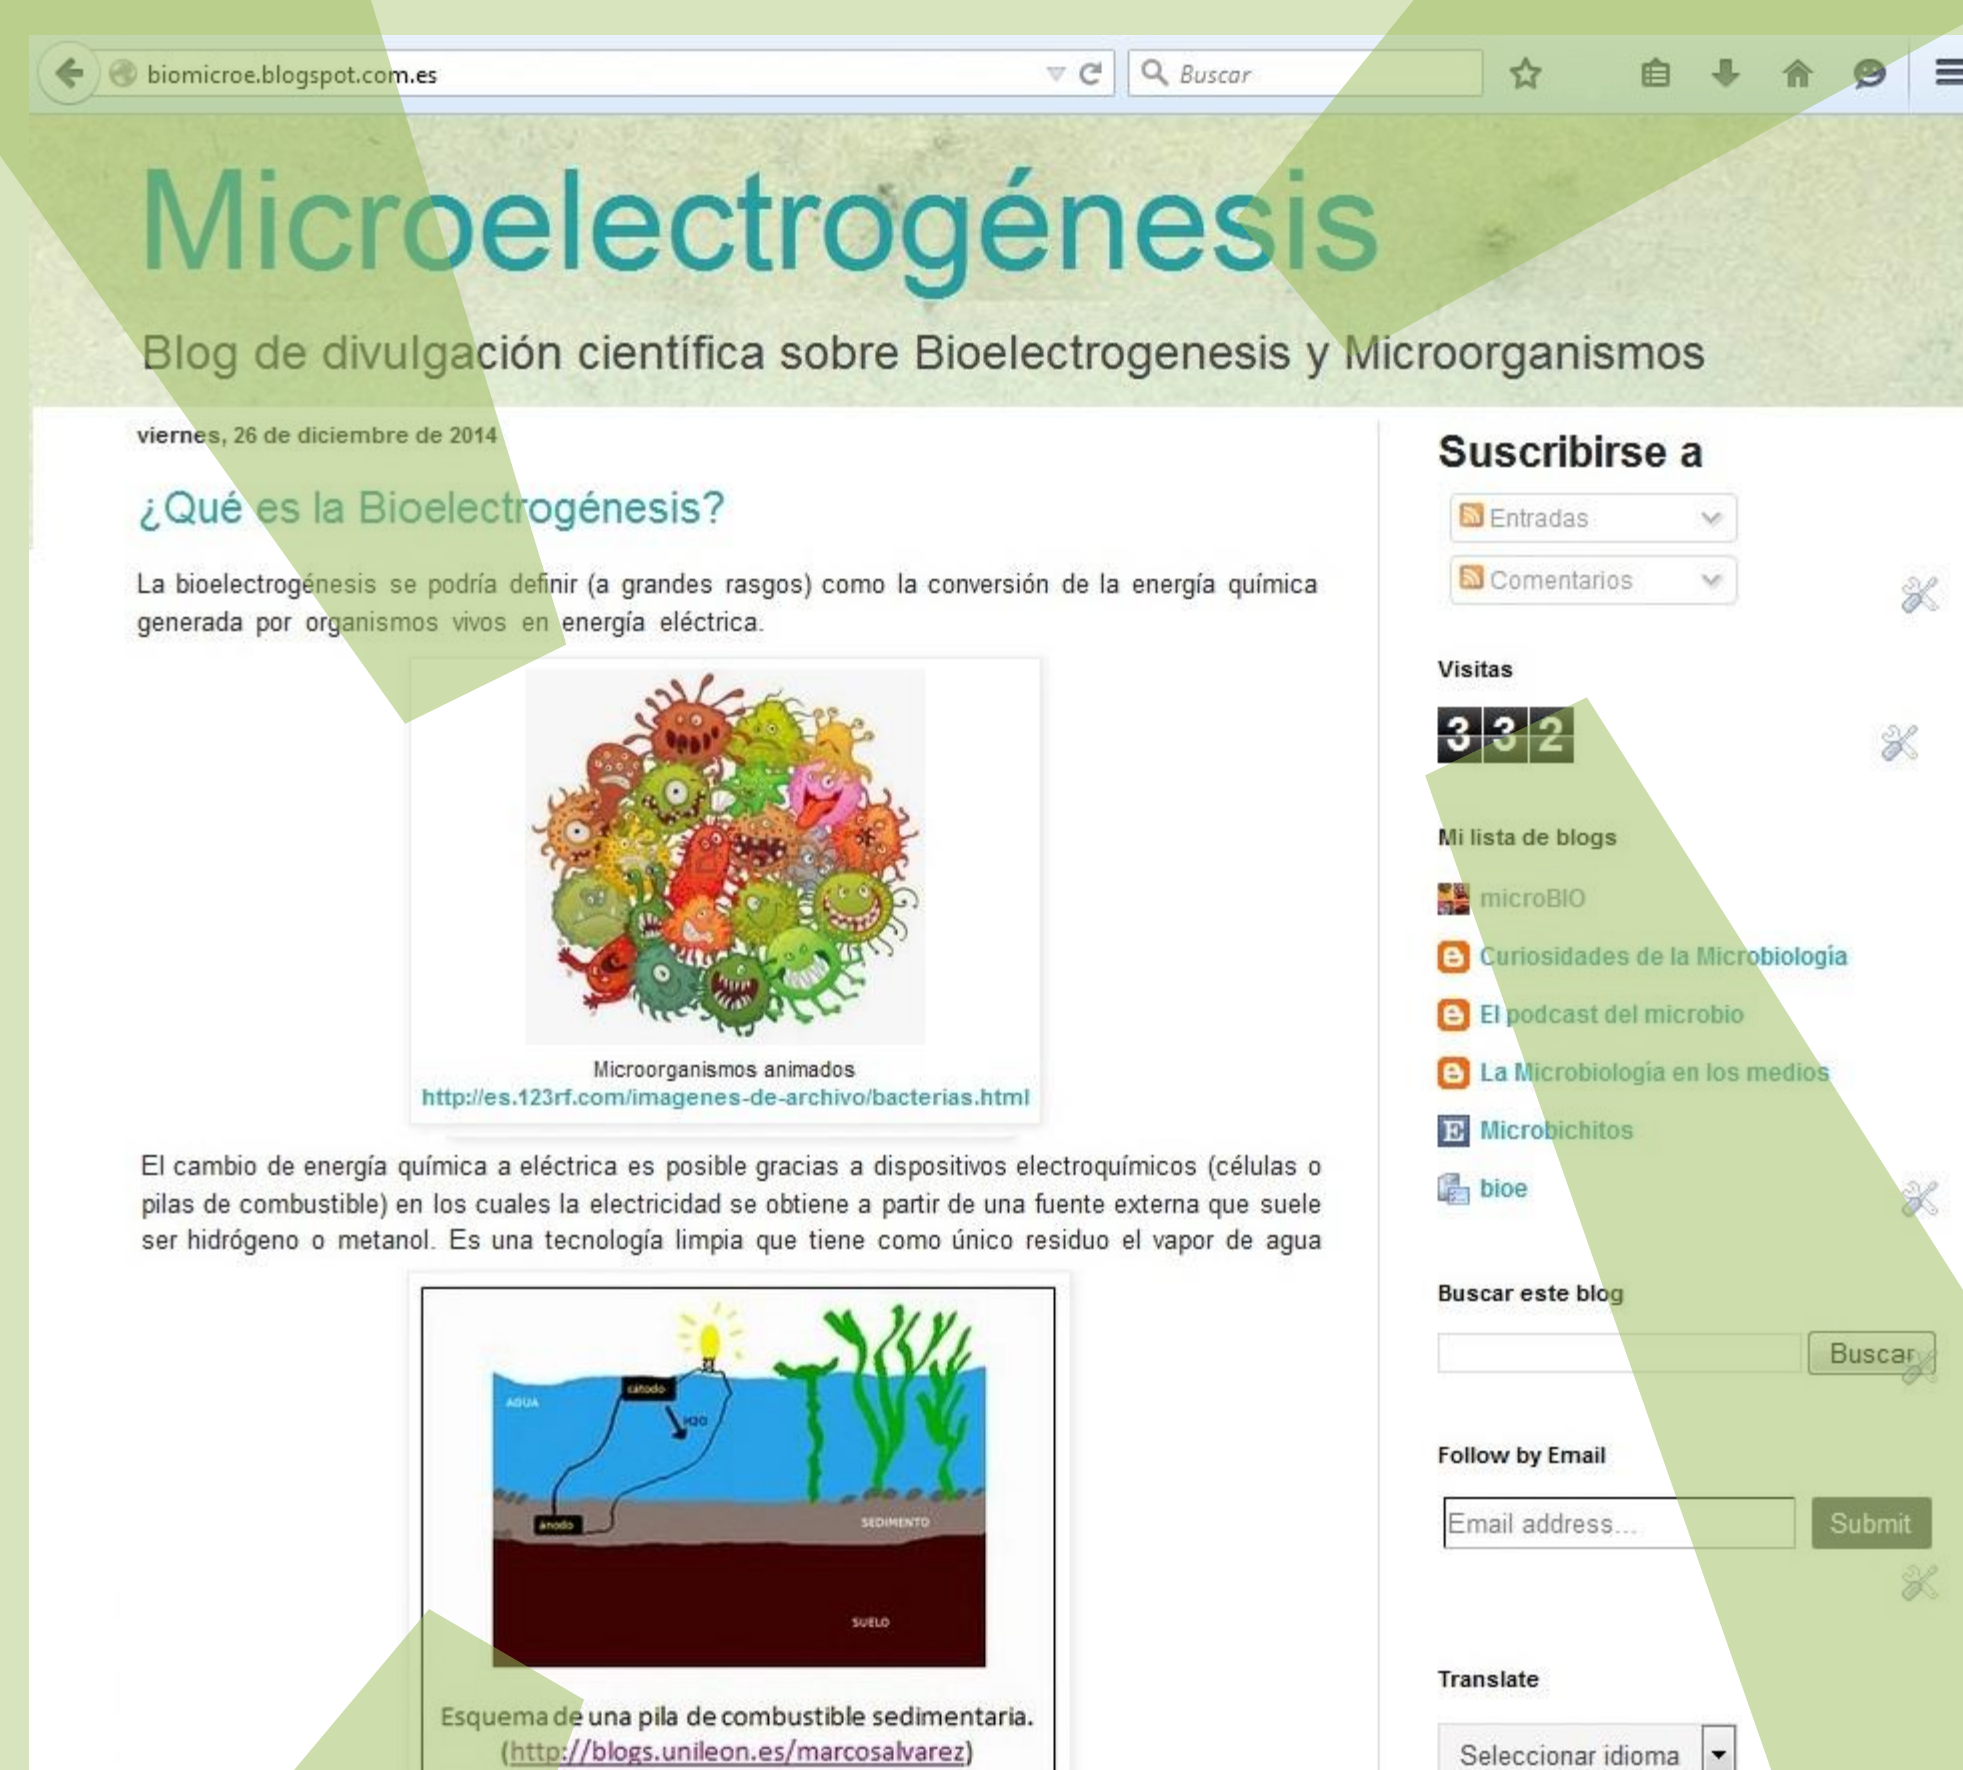 biomicroe.blogspot.com.es
Buscar
Microelectrogénesis
Blog de divulgación científica sobre Bioelectrogenesis y Microorganismos
viernes, 26 de diciembre de 2014
¿Qué es la Bioelectrogénesis?
La bioelectrogénesis se podría definir (a grandes rasgos) como la conversión de la energía química
generada por organismos vivos en energía eléctrica.
Microorganismos animados
http://es.123rf.com/imagenes-de-archivo/bacterias.html
El cambio de energía química a eléctrica es posible gracias a dispositivos electroquímicos (células o
pilas de combustible) en los cuales la electricidad se obtiene a partir de una fuente externa que suele
ser hidrógeno o metanol. Es una tecnología limpia que tiene como único residuo el vapor de agua
cátodo
AGUA
H2O
ánodo
SEDIMENTO
SUELO
Esquema de una pila de combustible sedimentaria.
(http://blogs.unileon.es/marcosalvarez)
Suscribirse a
Entradas
Comentarios
Visitas
332
Mi lista de blogs
microBIO
Curiosidades de la Microbiología
El podcast del microbio
La Microbiología en los medios
E Microbichitos
bioe
Buscar este blog
Buscar
Follow by Email
Email address...
Submit
Translate
Seleccionar idioma